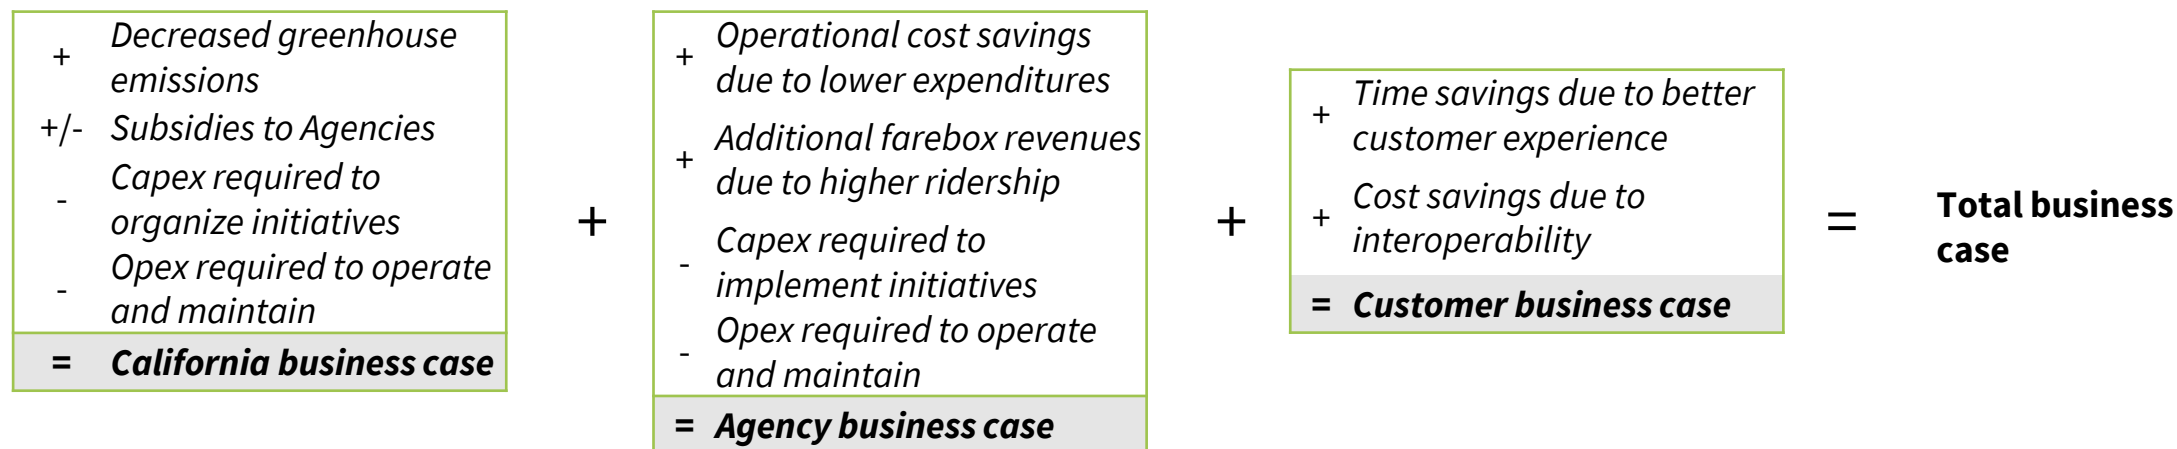 + Decreased greenhouse
emissions
+/- Subsidies to Agencies
- Capex required to
organize initiatives
- Opex required to operate
and maintain
= California business case
+
+ Operational cost savings
due to lower expenditures
+ Additional farebox revenues
due to higher ridership
- Capex required to
implement initiatives
- Opex required to operate
and maintain
= Agency business case
+
+ Time savings due to better
customer experience
+ Cost savings due to
interoperability
= Customer business case
=
Total business
case